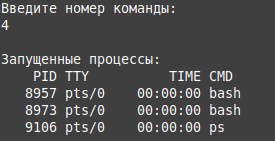 Введите номер команды:
4
Запущенные процессы:
PID TTY TIME CMD
8957 pts/0 00:00:00 bash
8973 pts/0 00:00:00 bash
9106 pts/0 00:00:00 ps